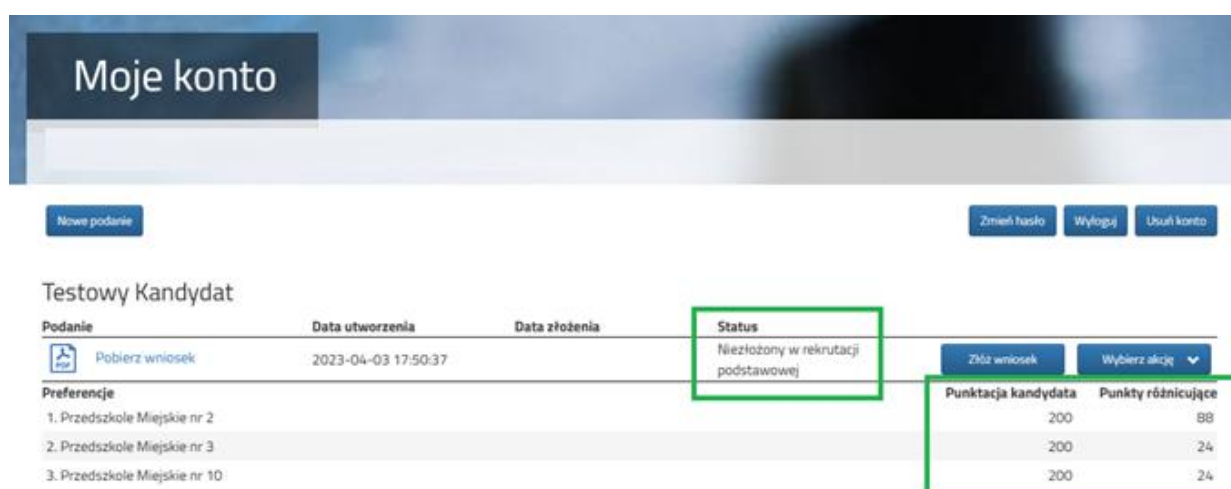 Moje konto
Nowe podanie
Zmień hasło Wyloguj Usuń konto
Testowy Kandydat
Podanie Data utworzenia Data złożenia Status
PDF Pobierz wniosek 2023-04-03 17:50:37 Niezłożony w rekrutacji
podstawowej Złóż wniosek Wybierz akcję
Preferencje Punktacja kandydata Punkty różnicujące
1. Przedszkole Miejskie nr 2 200 88
2. Przedszkole Miejskie nr 3 200 24
3. Przedszkole Miejskie nr 10 200 24